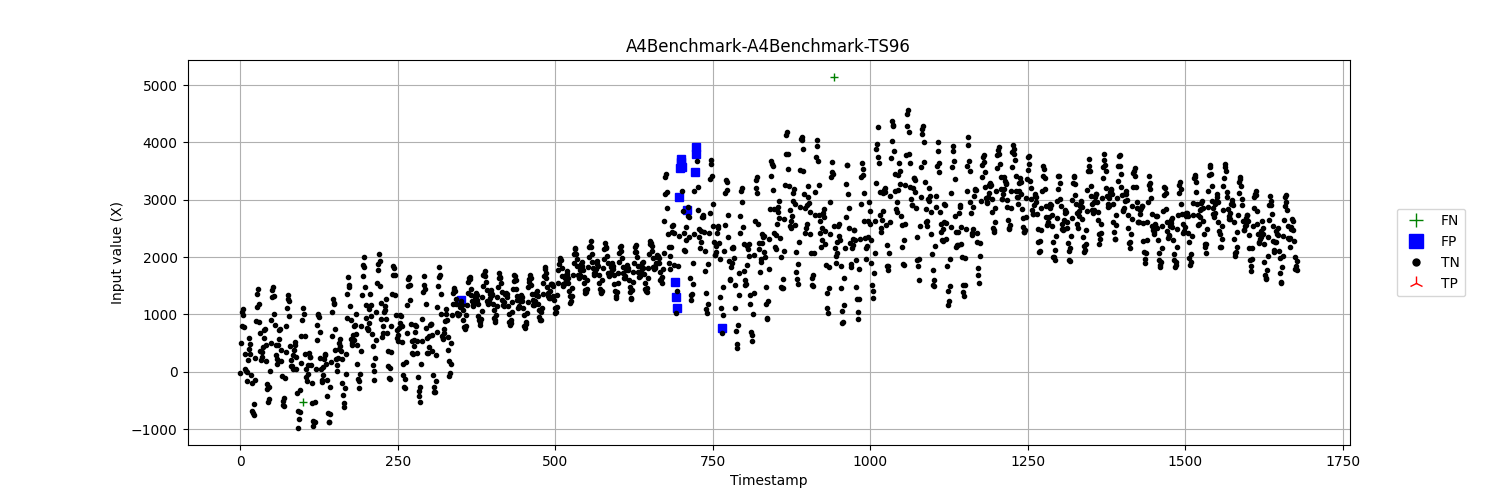 A4Benchmark-A4Benchmark-TS96
5000
4000
3000
2000
1000
0
−1000
Input value (X)
0 250 500 750 1000 1250 1500 1750
Timestamp
FN
FP
TN
TP